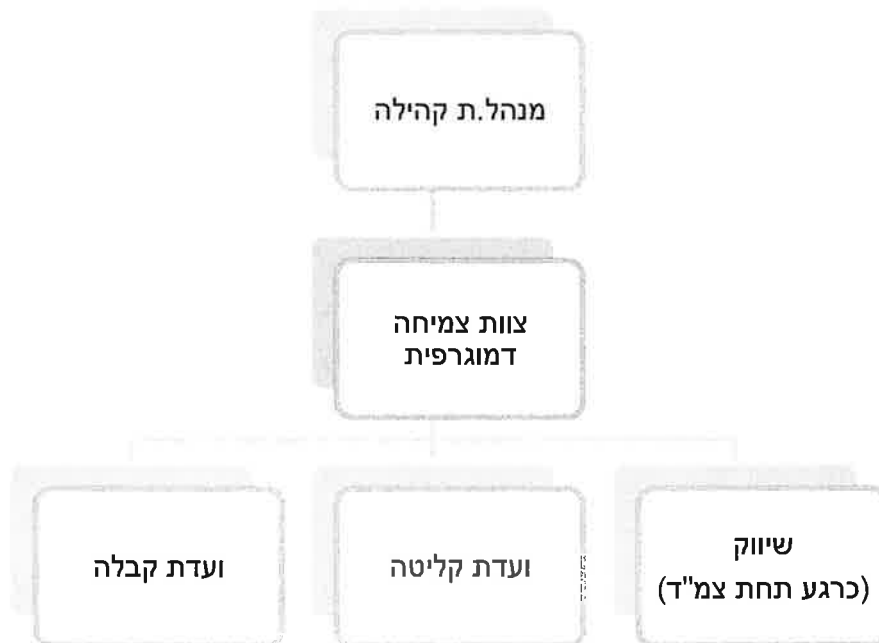 מנהל.ת קהילה
צוות צמיחה
דמוגרפית
שיווק
(כרגע תחת צמ"ד)
ועדת קליטה
ועדת קבלה